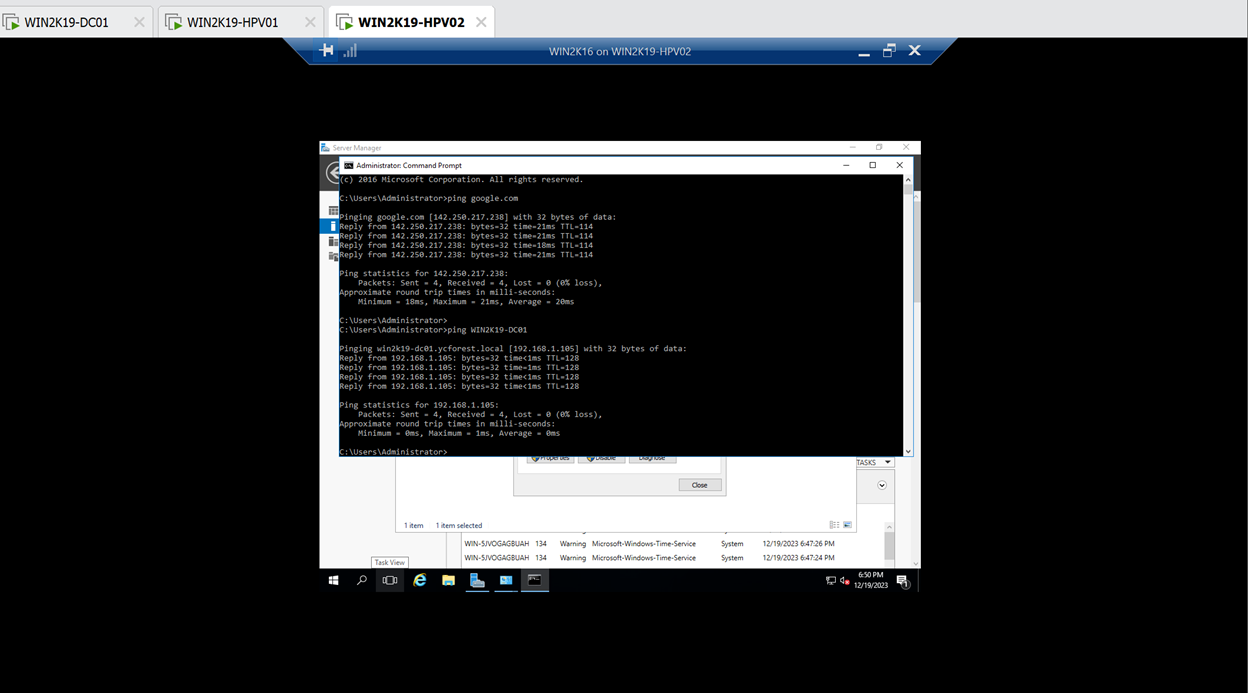 WIN2K19-DC01
WIN2K19-HPV01
WIN2K19-HPV02
WIN2K16 on WIN2K19-HPV02
Server Manager
Administrator: Command Prompt
(c) 2016 Microsoft Corporation. All rights reserved.
C:\Users\Administrator>ping google.com
Pinging google.com [142.250.217.238] with 32 bytes of data:
Reply from 142.250.217.238: bytes=32 time=21ms TTL=114
Reply from 142.250.217.238: bytes=32 time=21ms TTL=114
Reply from 142.250.217.238: bytes=32 time=18ms TTL=114
Reply from 142.250.217.238: bytes=32 time=21ms TTL=114
Ping statistics for 142.250.217.238:
Packets: Sent = 4, Received = 4, Lost = 0 (0% loss),
Approximate round trip times in milli-seconds:
Minimum = 18ms, Maximum = 21ms, Average = 20ms
C:\Users\Administrator>
C:\Users\Administrator>ping WIN2K19-DC01
Pinging win2k19-dc01.ycforest.local [192.168.1.105] with 32 bytes of data:
Reply from 192.168.1.105: bytes=32 time<1ms TTL=128
Reply from 192.168.1.105: bytes=32 time=1ms TTL=128
Reply from 192.168.1.105: bytes=32 time<1ms TTL=128
Reply from 192.168.1.105: bytes=32 time<1ms TTL=128
Ping statistics for 192.168.1.105:
Packets: Sent = 4, Received = 4, Lost = 0 (0% loss),
Approximate round trip times in milli-seconds:
Minimum = 0ms, Maximum = 1ms, Average = 0ms
C:\Users\Administrator>
Properties Disable Diagnose
TASKS
Close
1 item 1 item selected
WIN-5JVOGAGBUAH 134 Warning Microsoft-Windows-Time-Service System 12/19/2023 6:47:26 PM
WIN-5JVOGAGBUAH 134 Warning Microsoft-Windows-Time-Service System 12/19/2023 6:47:24 PM
Task View
6:50 PM
12/19/2023
1